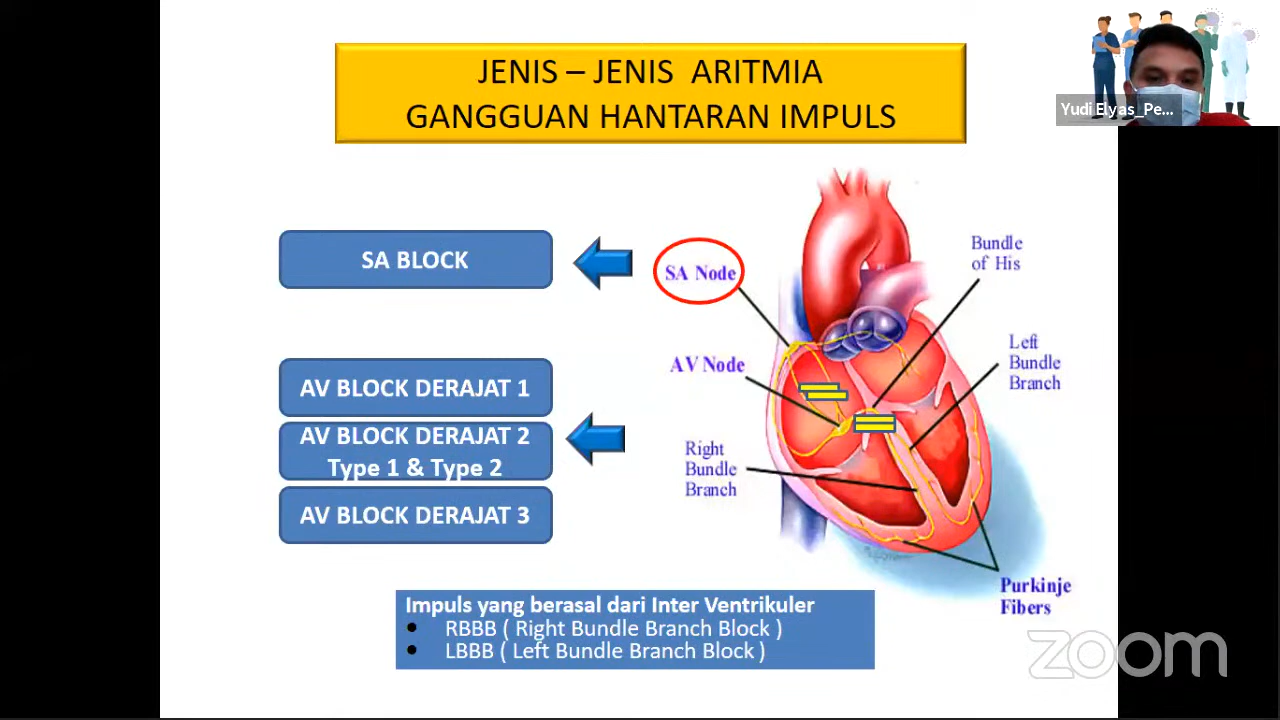 JENIS – JENIS ARITMIA
GANGGUAN HANTARAN IMPULS
Yudi Elyas_Pe...
SA BLOCK
SA Node
Bundle
of His
AV Node
Left
Bundle
Branch
AV BLOCK DERAJAT 1
AV BLOCK DERAJAT 2
Type 1 & Type 2
AV BLOCK DERAJAT 3
Right
Bundle
Branch
Purkinje
Fibers
Impuls yang berasal dari Inter Ventrikuler
• RBBB ( Right Bundle Branch Block )
• LBBB ( Left Bundle Branch Block )
zoom